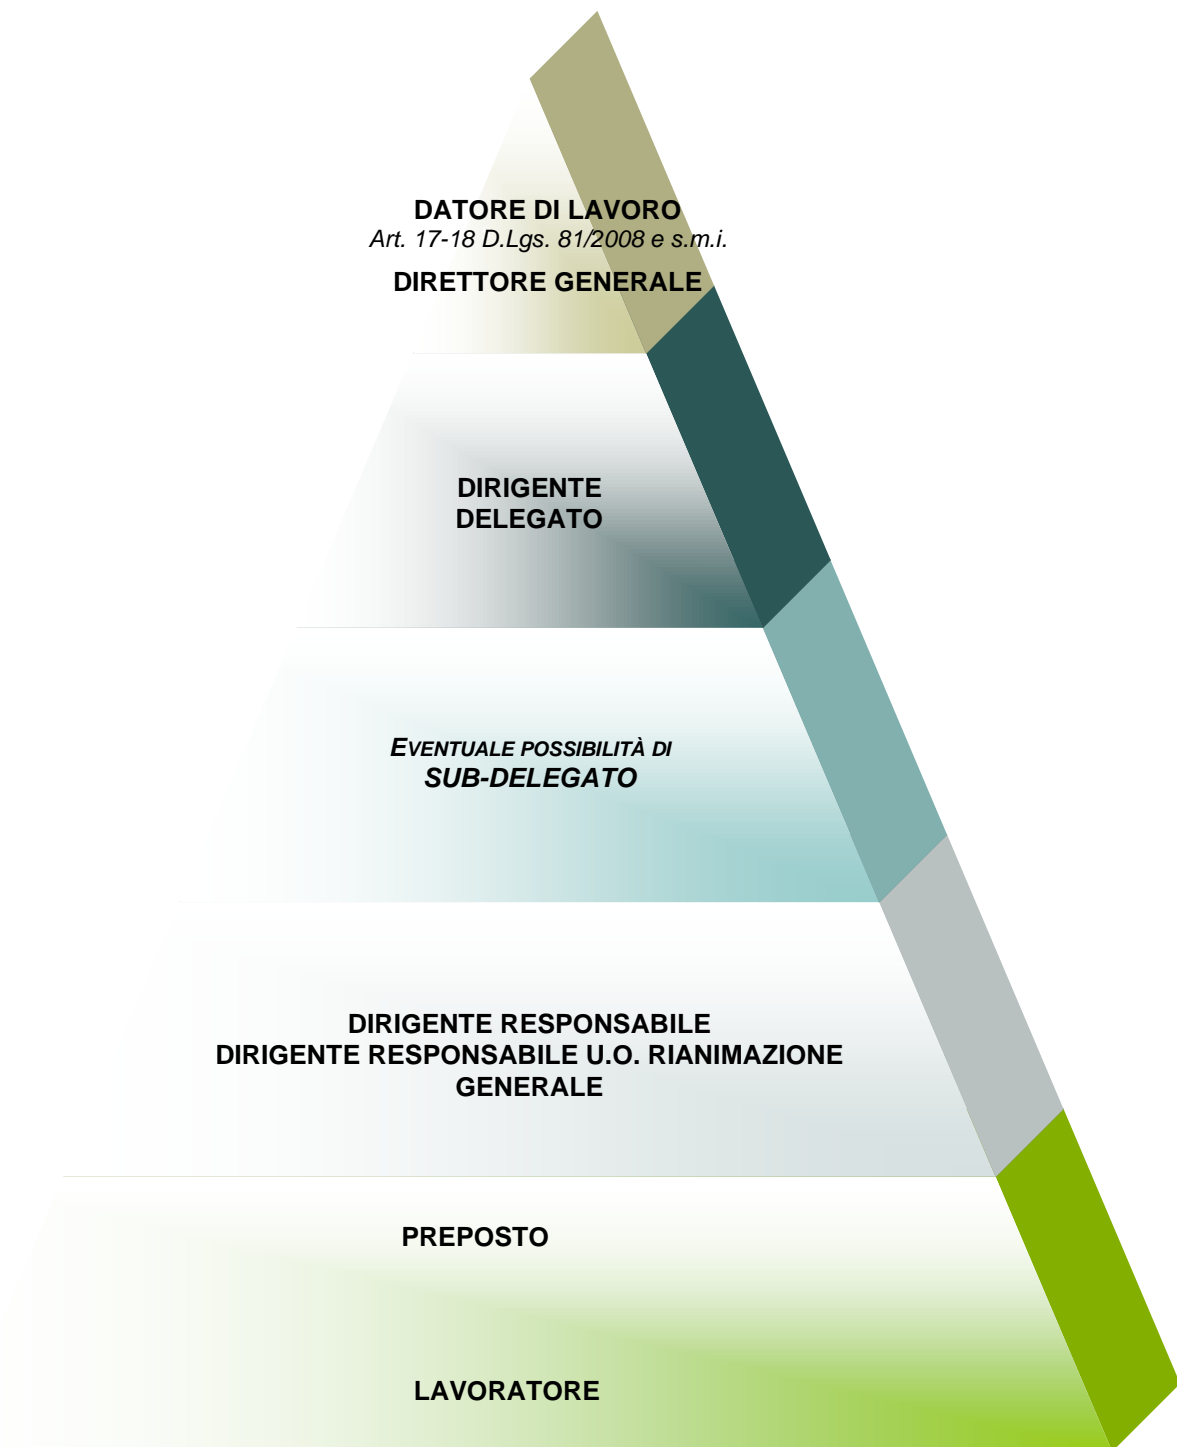 DATORE DI LAVORO
Art. 17-18 D.Lgs. 81/2008 e s.m.i.
DIRETTORE GENERALE
DIRIGENTE
DELEGATO
EVENTUALE POSSIBILITÀ DI
SUB-DELEGATO
DIRIGENTE RESPONSABILE
DIRIGENTE RESPONSABILE U.O. RIANIMAZIONE
GENERALE
PREPOSTO
LAVORATORE